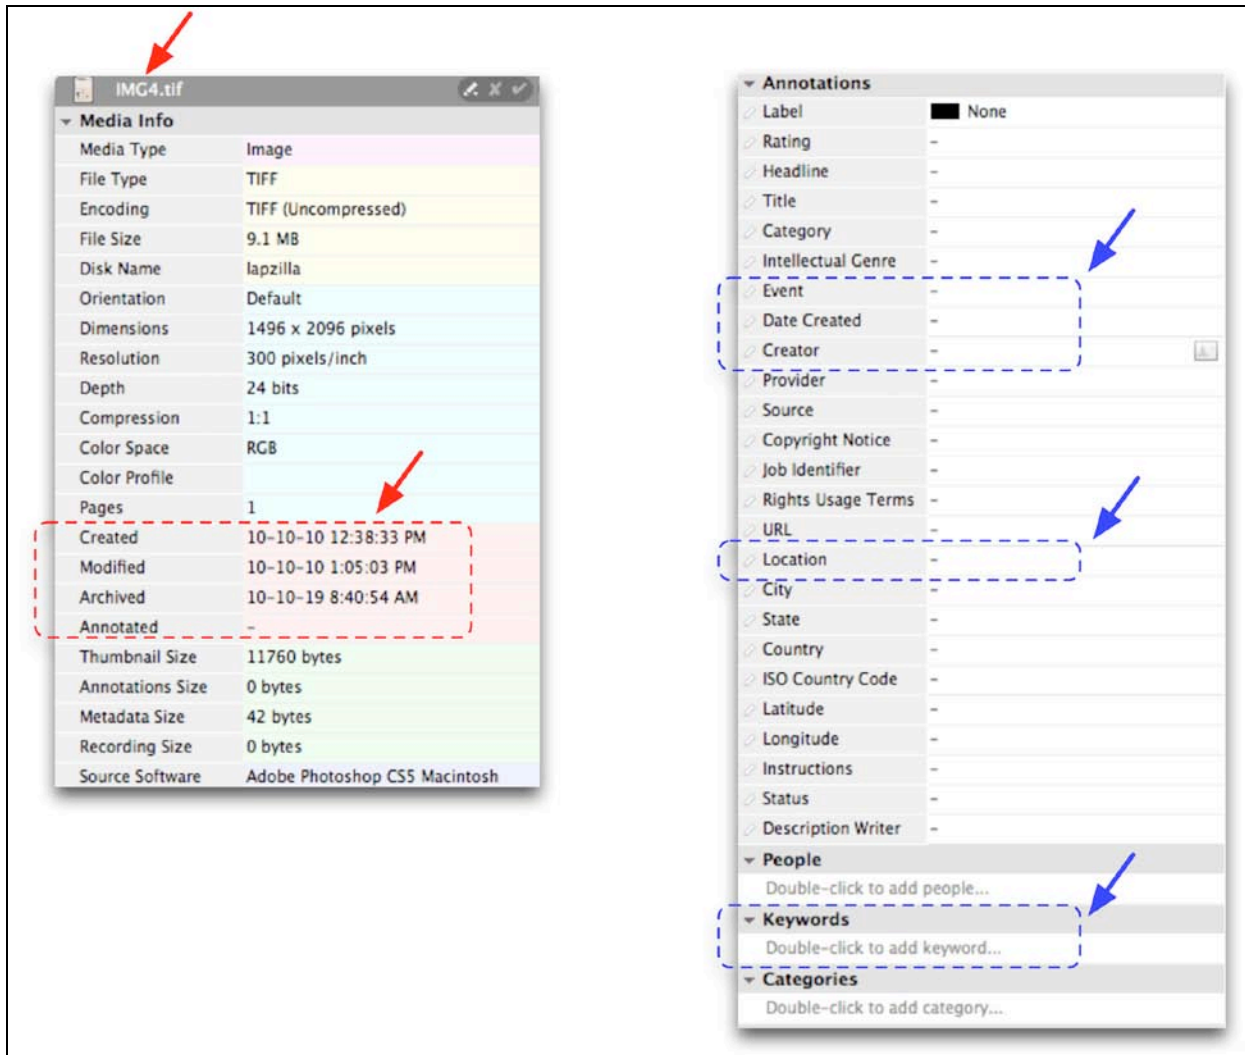 IMG4.tif
Media Info
Media Type Image
File Type TIFF
Encoding TIFF (Uncompressed)
File Size 9.1 MB
Disk Name lapzilla
Orientation Default
Dimensions 1496 x 2096 pixels
Resolution 300 pixels/inch
Depth 24 bits
Compression 1:1
Color Space RGB
Color Profile
Pages 1
Created 10-10-10 12:38:33 PM
Modified 10-10-10 1:05:03 PM
Archived 10-10-19 8:40:54 AM
Annotated -
Thumbnail Size 11760 bytes
Annotations Size 0 bytes
Metadata Size 42 bytes
Recording Size 0 bytes
Source Software Adobe Photoshop CS5 Macintosh
Annotations
Label None
Rating -
Headline -
Title -
Category -
Intellectual Genre -
Event -
Date Created -
Creator -
Provider -
Source -
Copyright Notice -
Job Identifier -
Rights Usage Terms -
URL -
Location -
City -
State -
Country -
ISO Country Code -
Latitude -
Longitude -
Instructions -
Status -
Description Writer -
People
Double-click to add people...
Keywords
Double-click to add keyword...
Categories
Double-click to add category...